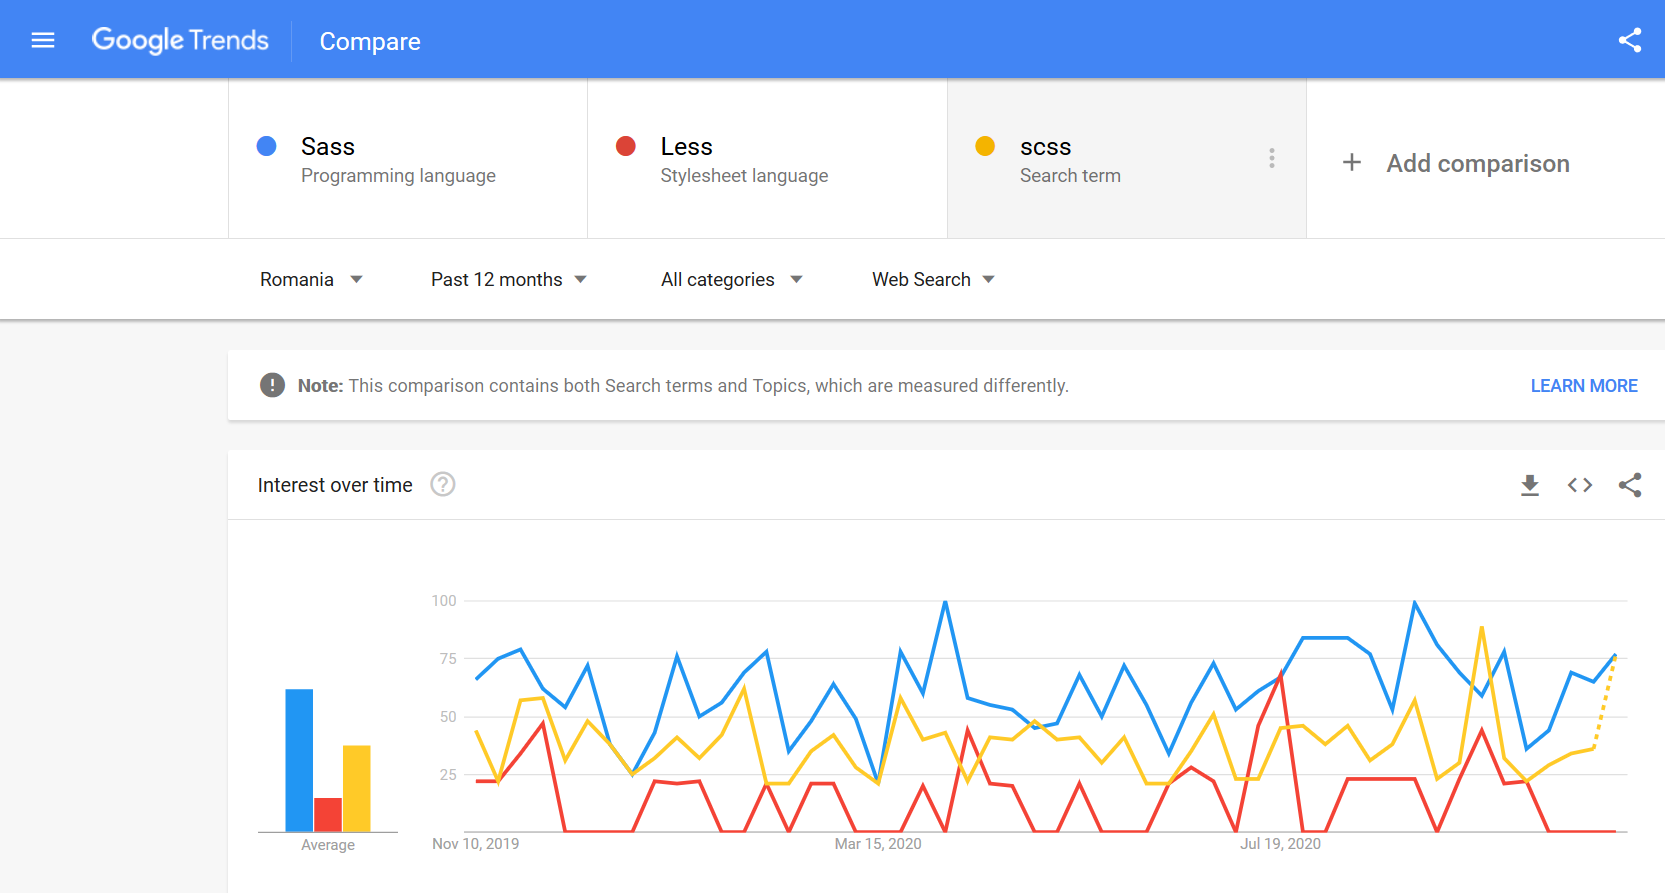 Google Trends Compare
Sass
Programming language
Less
Stylesheet language
scss
Search term
+ Add comparison
Romania Past 12 months All categories Web Search
! Note: This comparison contains both Search terms and Topics, which are measured differently. LEARN MORE
Interest over time ?
100
75
50
25
Average
Nov 10, 2019 Mar 15, 2020 Jul 19, 2020